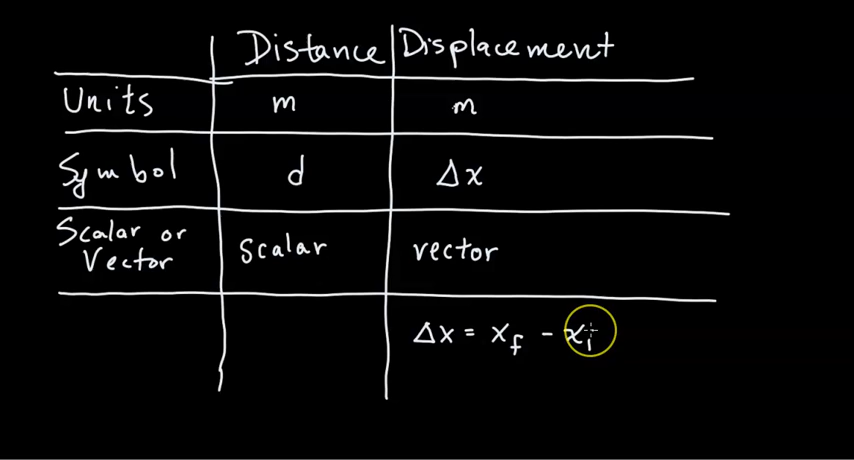 Distance Displacement
Units m m
Symbol d Δx
Scalar or
Vector scalar vector
Δx = xf - xi